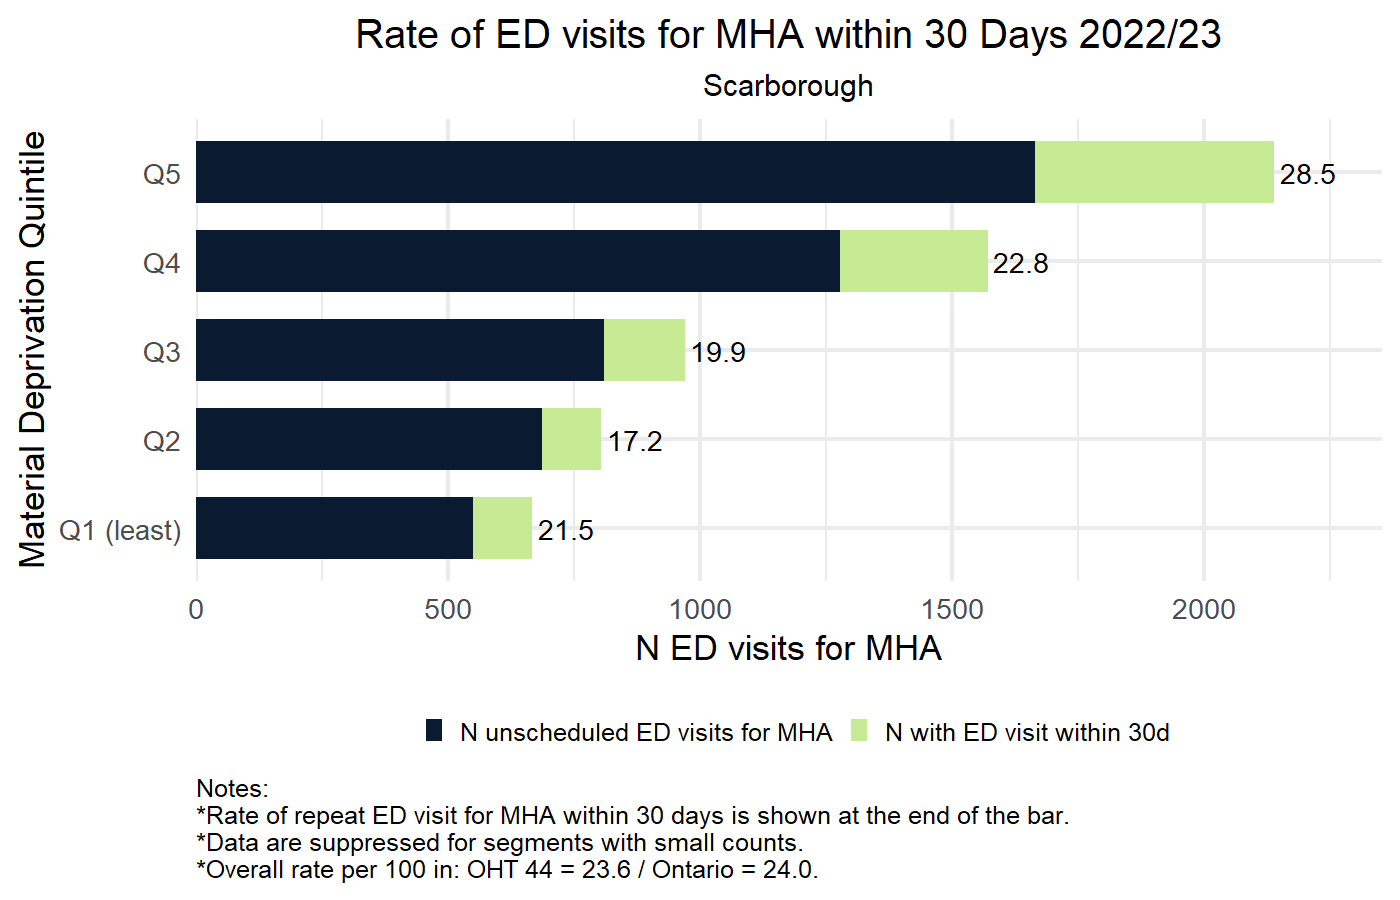 Rate of ED visits for MHA within 30 Days 2022/23
Scarborough
Material Deprivation Quintile
Q5
28.5
Q4
22.8
Q3
19.9
Q2
17.2
Q1 (least)
21.5
0 500 1000 1500 2000
N ED visits for MHA
N unscheduled ED visits for MHA N with ED visit within 30d
Notes:
*Rate of repeat ED visit for MHA within 30 days is shown at the end of the bar.
*Data are suppressed for segments with small counts.
*Overall rate per 100 in: OHT 44 = 23.6 / Ontario = 24.0.